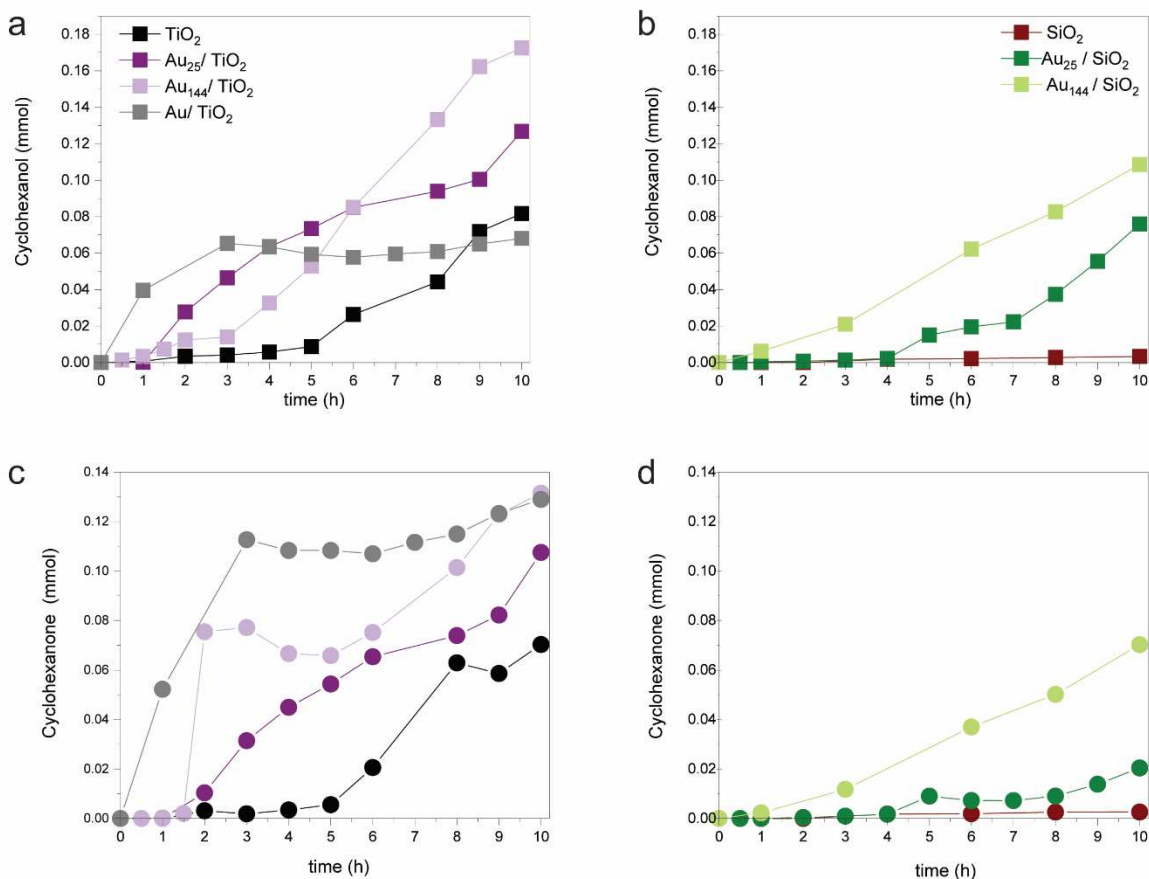 a
TiO2
Au25/ TiO2
Au144/ TiO2
Au/ TiO2
0.18
0.16
0.14
0.12
0.10
0.08
0.06
0.04
0.02
0.00
Cyclohexanol (mmol)
0 1 2 3 4 5 6 7 8 9 10
time (h)
b
SiO2
Au25 / SiO2
Au144 / SiO2
0.18
0.16
0.14
0.12
0.10
0.08
0.06
0.04
0.02
0.00
Cyclohexanol (mmol)
0 1 2 3 4 5 6 7 8 9 10
time (h)
c
0.14
0.12
0.10
0.08
0.06
0.04
0.02
0.00
Cyclohexanone (mmol)
0 1 2 3 4 5 6 7 8 9 10
time (h)
d
0.14
0.12
0.10
0.08
0.06
0.04
0.02
0.00
Cyclohexanone (mmol)
0 1 2 3 4 5 6 7 8 9 10
time (h)